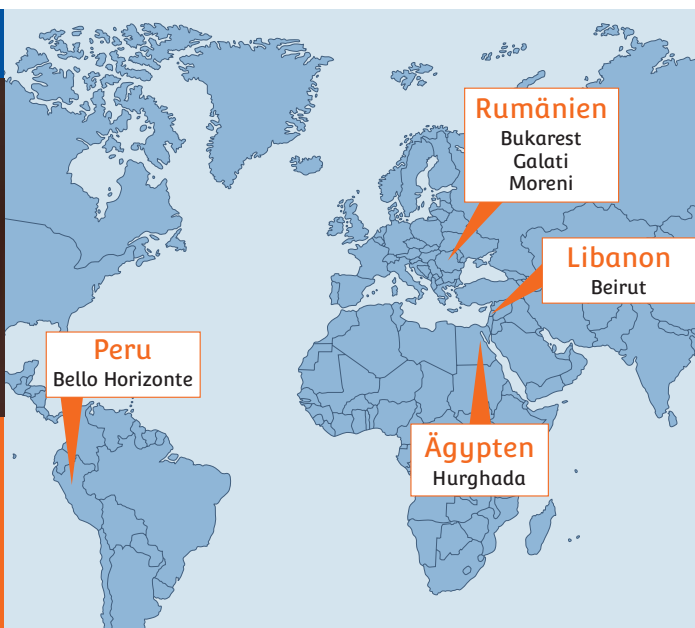 Rumänien
Bukarest
Galati
Moreni
Libanon
Beirut
Peru
Bello Horizonte
Ägypten
Hurghada